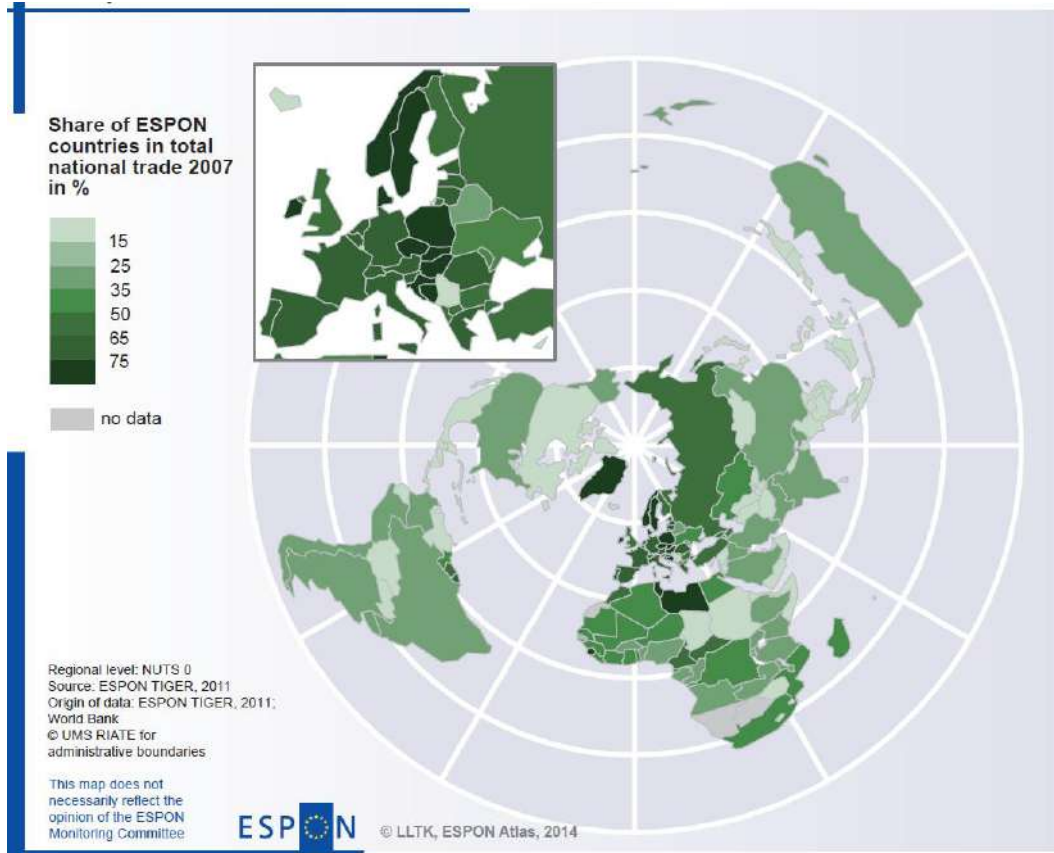 Share of ESPON
countries in total
national trade 2007
in %
15
25
35
50
65
75
no data
Regional level: NUTS 0
Source: ESPON TIGER, 2011
Origin of data: ESPON TIGER, 2011;
World Bank
© UMS RIATE for
administrative boundaries
This map does not
necessarily reflect the
opinion of the ESPON
Monitoring Committee
ESPON
© LLTK, ESPON Atlas, 2014